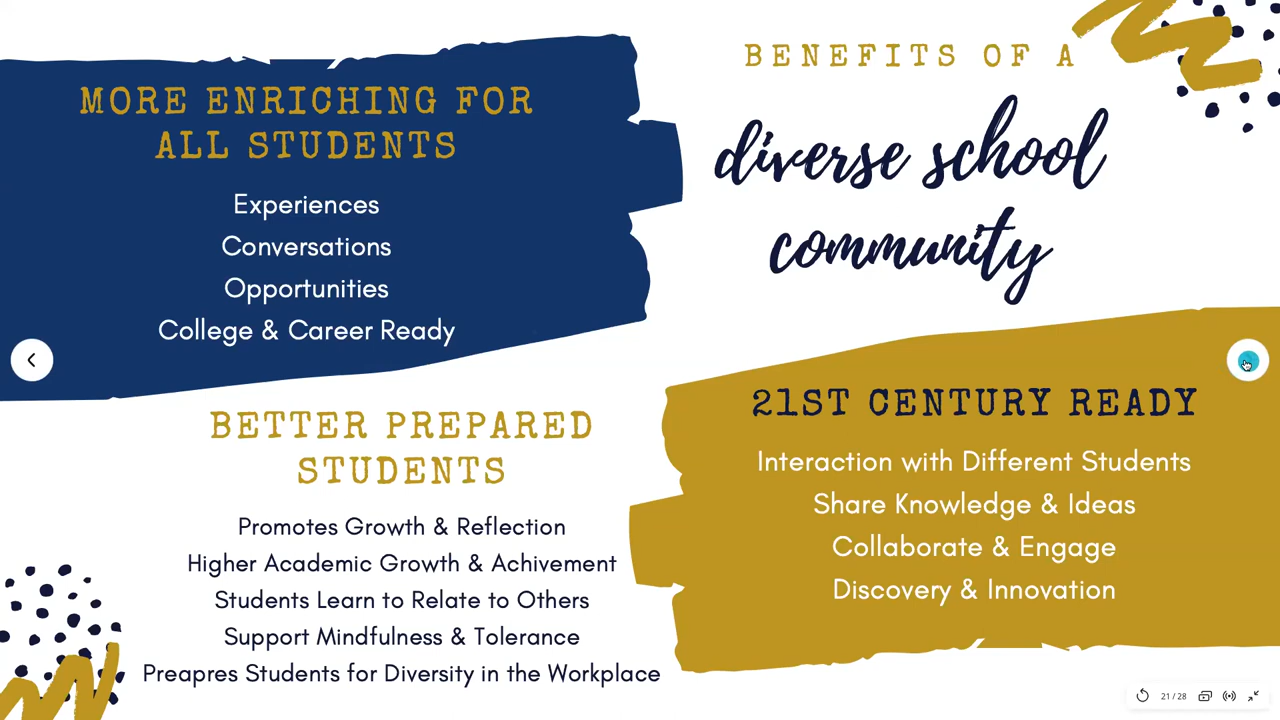 BENEFITS OF A
diverse school
community
MORE ENRICHING FOR
ALL STUDENTS
Experiences
Conversations
Opportunities
College & Career Ready
BETTER PREPARED
STUDENTS
Promotes Growth & Reflection
Higher Academic Growth & Achivement
Students Learn to Relate to Others
Support Mindfulness & Tolerance
Preapres Students for Diversity in the Workplace
21ST CENTURY READY
Interaction with Different Students
Share Knowledge & Ideas
Collaborate & Engage
Discovery & Innovation
21 / 28